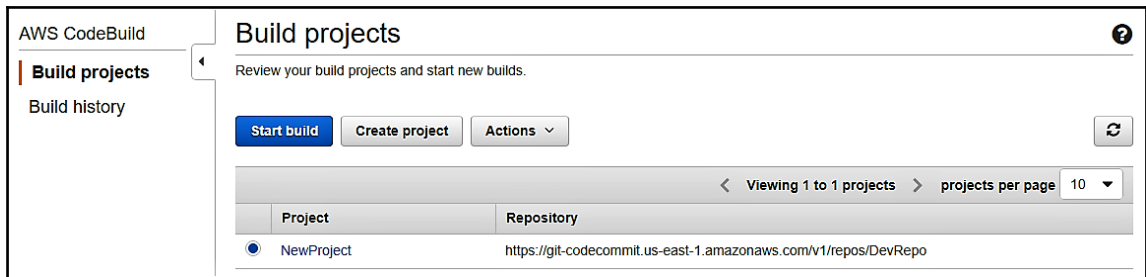 AWS CodeBuild
Build projects
Build history
Build projects
Review your build projects and start new builds.
Start build Create project Actions
Viewing 1 to 1 projects projects per page 10
Project Repository
NewProject https://git-codecommit.us-east-1.amazonaws.com/v1/repos/DevRepo